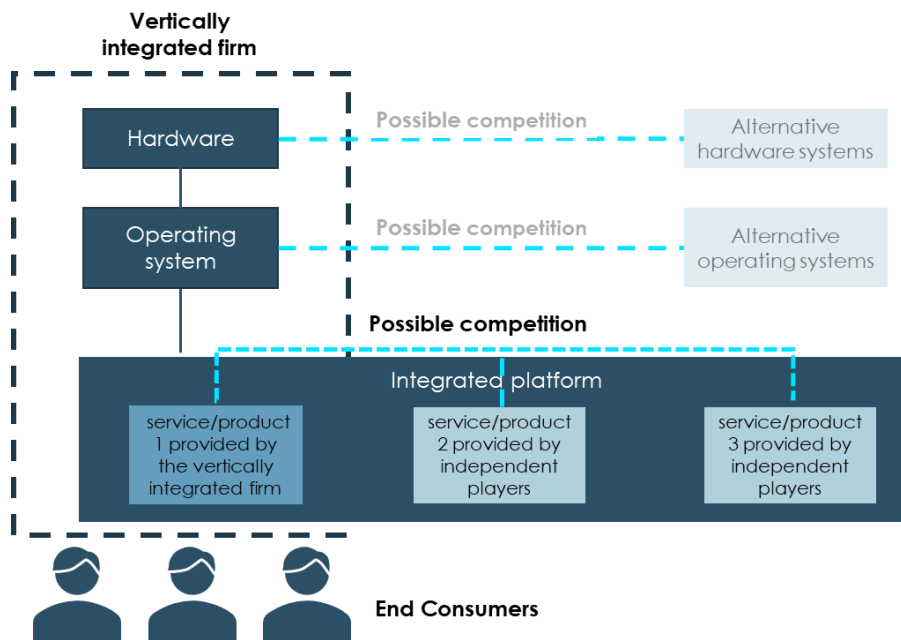 Vertically
integrated firm
Hardware
Possible competition
Alternative
hardware systems
Operating
system
Possible competition
Alternative
operating systems
Possible competition
Integrated platform
service/product
1 provided by
the vertically
integrated firm
service/product
2 provided by
independent
players
service/product
3 provided by
independent
players
End Consumers